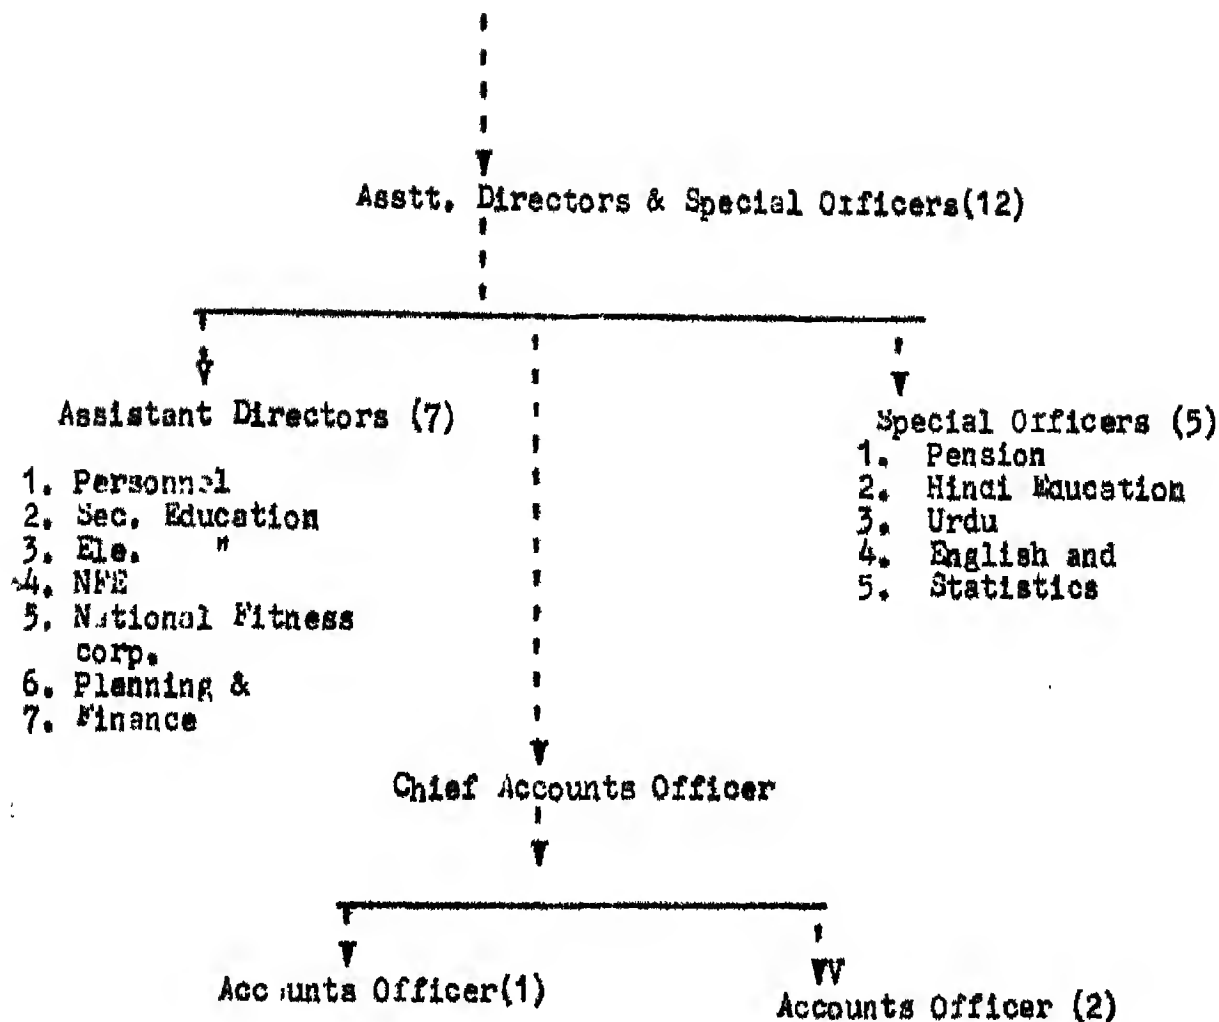 Asstt. Directors & Special Officers(12)
Assistant Directors (7)
1. Personnel
2. Sec. Education
3. Ele. "
4. NFE
5. National Fitness
corp.
6. Planning &
7. Finance
Special Officers (5)
1. Pension
2. Hindi Education
3. Urdu
4. English and
5. Statistics
Chief Accounts Officer
Accounts Officer(1)
Accounts Officer (2)